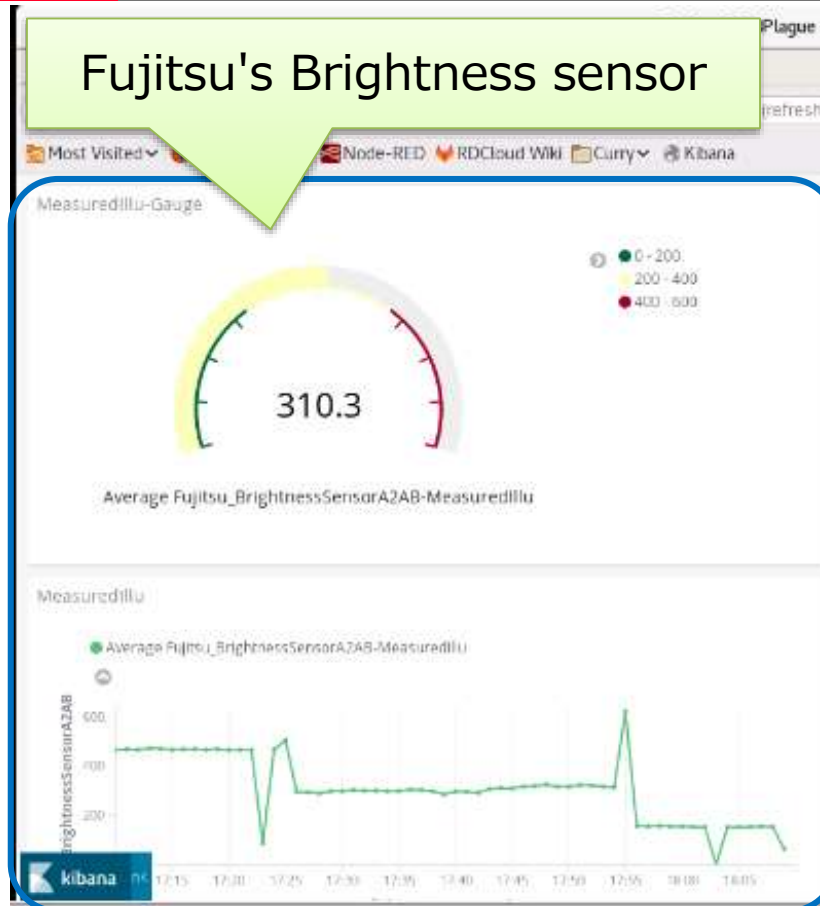 Plague
Fujitsu's Brightness sensor
refresh
Most Visited Node-RED RDCloud Wiki Curry Kibana
MeasuredIllu-Gauge
0 - 200
200 - 400
400 - 600
310.3
Average Fujitsu_BrightnessSensorA2AB-MeasuredIllu
MeasuredIllu
Average Fujitsu_BrightnessSensorA2AB-MeasuredIllu
BrightnessSensorA2AB
600
400
200
kibana
17:15 17:20 17:25 17:30 17:35 17:40 17:45 17:50 17:55 18:00 18:05